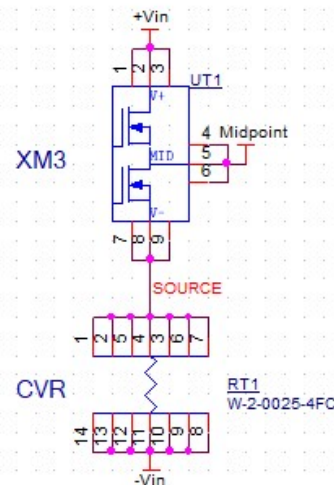 +Vin
1 2 3
V+
UT1
XM3
MID
4 Midpoint
5
6
V-
7 8 9
SOURCE
1 2 5 4 3 6 7
CVR
RT1
W-2-0025-4FC
14 13 12 11 10 9 8
-Vin